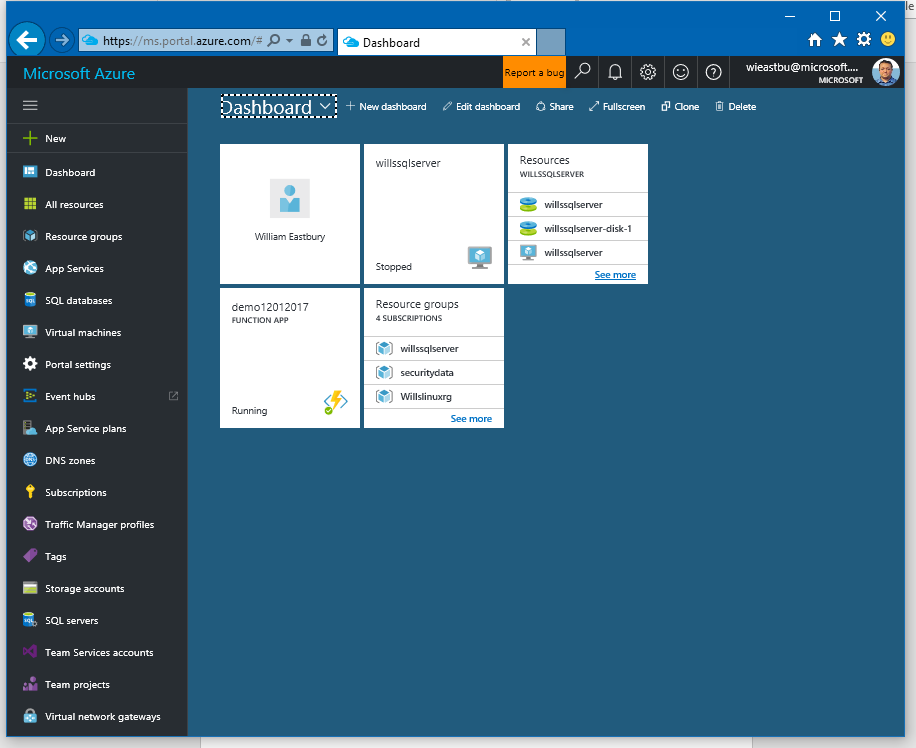 https://ms.portal.azure.com/#
Dashboard
Microsoft Azure
Report a bug
wieastbu@microsoft....
MICROSOFT
Dashboard
New dashboard
Edit dashboard
Share
Fullscreen
Clone
Delete
New
Dashboard
All resources
Resource groups
App Services
SQL databases
Virtual machines
Portal settings
Event hubs
App Service plans
DNS zones
Subscriptions
Traffic Manager profiles
Tags
Storage accounts
SQL servers
Team Services accounts
Team projects
Virtual network gateways
William Eastbury
willssqlserver
Stopped
Resources
WILLSSQLSERVER
willssqlserver
willssqlserver-disk-1
willssqlserver
See more
demo12012017
FUNCTION APP
Running
Resource groups
4 SUBSCRIPTIONS
willssqlserver
securitydata
Willslinuxrg
See more